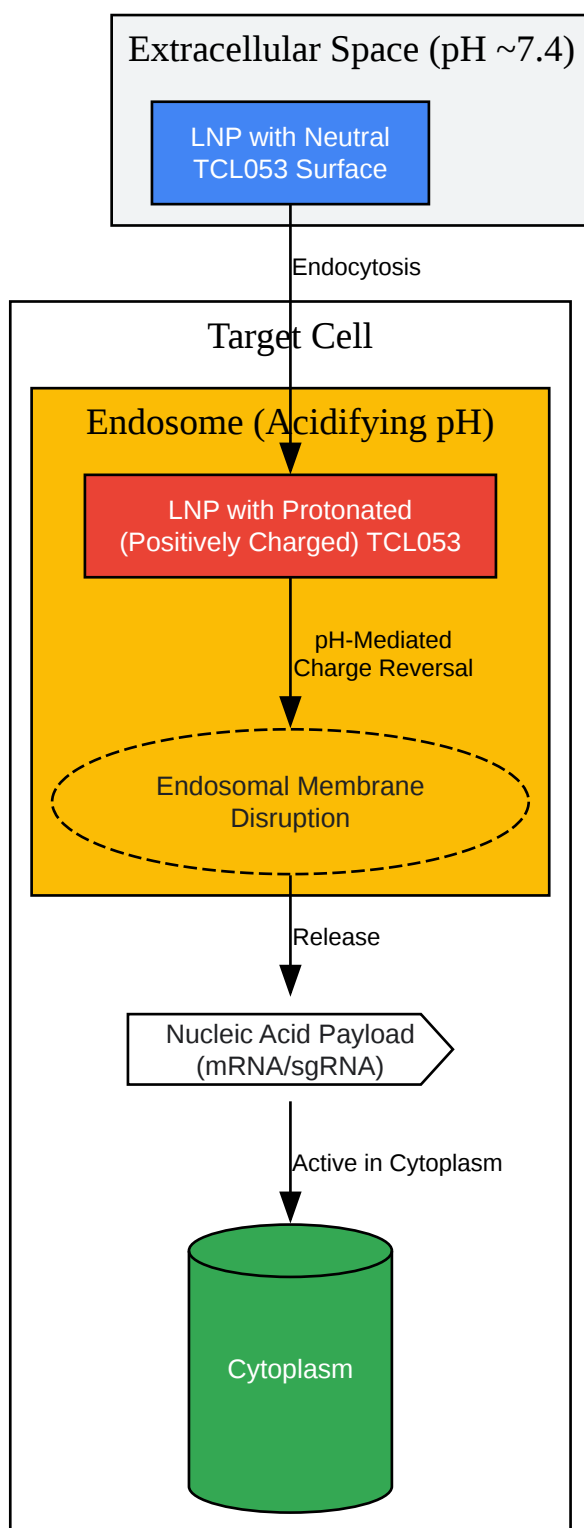 Extracellular Space (pH ~7.4)
LNP with Neutral
TCL053 Surface
Endocytosis
Target Cell
Endosome (Acidifying pH)
LNP with Protonated
(Positively Charged) TCL053
pH-Mediated
Charge Reversal
Endosomal Membrane
Disruption
Release
Nucleic Acid Payload
(mRNA/sgRNA)
Active in Cytoplasm
Cytoplasm